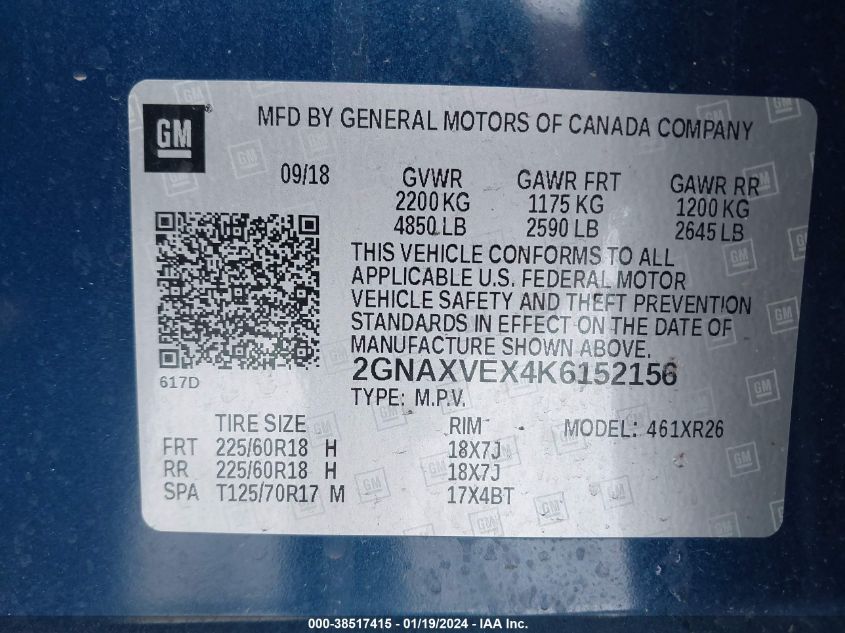 GM
MFD BY GENERAL MOTORS OF CANADA COMPANY
09/18 GVWR GAWR FRT GAWR RR
2200 KG 1175 KG 1200 KG
4850 LB 2590 LB 2645 LB
THIS VEHICLE CONFORMS TO ALL
APPLICABLE U.S. FEDERAL MOTOR
VEHICLE SAFETY AND THEFT PREVENTION
STANDARDS IN EFFECT ON THE DATE OF
MANUFACTURE SHOWN ABOVE.
2GNAXVEX4K6152156
617D
TYPE: M.P.V.
TIRE SIZE RIM MODEL: 461XR26
FRT 225/60R18 H 18X7J
RR 225/60R18 H 18X7J
SPA T125/70R17 M 17X4BT
000-38517415 - 01/19/2024 - IAA Inc.